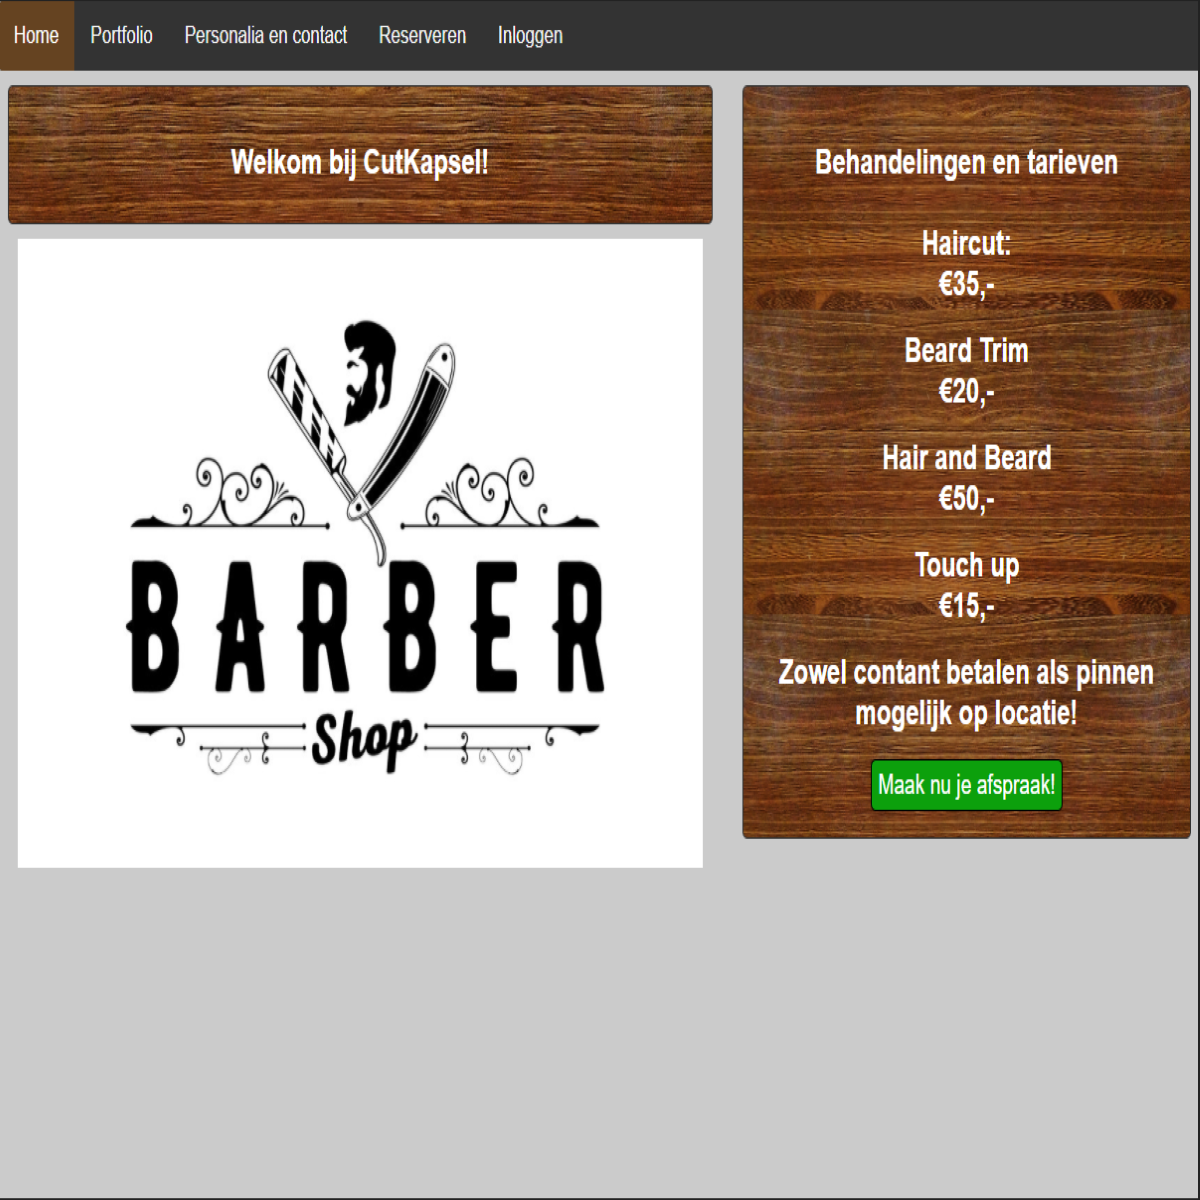 Home Portfolio Personalia en contact Reserveren Inloggen
Welkom bij CutKapsel!
BARBER
Shop
Behandelingen en tarieven
Haircut:
€35,-
Beard Trim
€20,-
Hair and Beard
€50,-
Touch up
€15,-
Zowel contant betalen als pinnen
mogelijk op locatie!
Maak nu je afspraak!